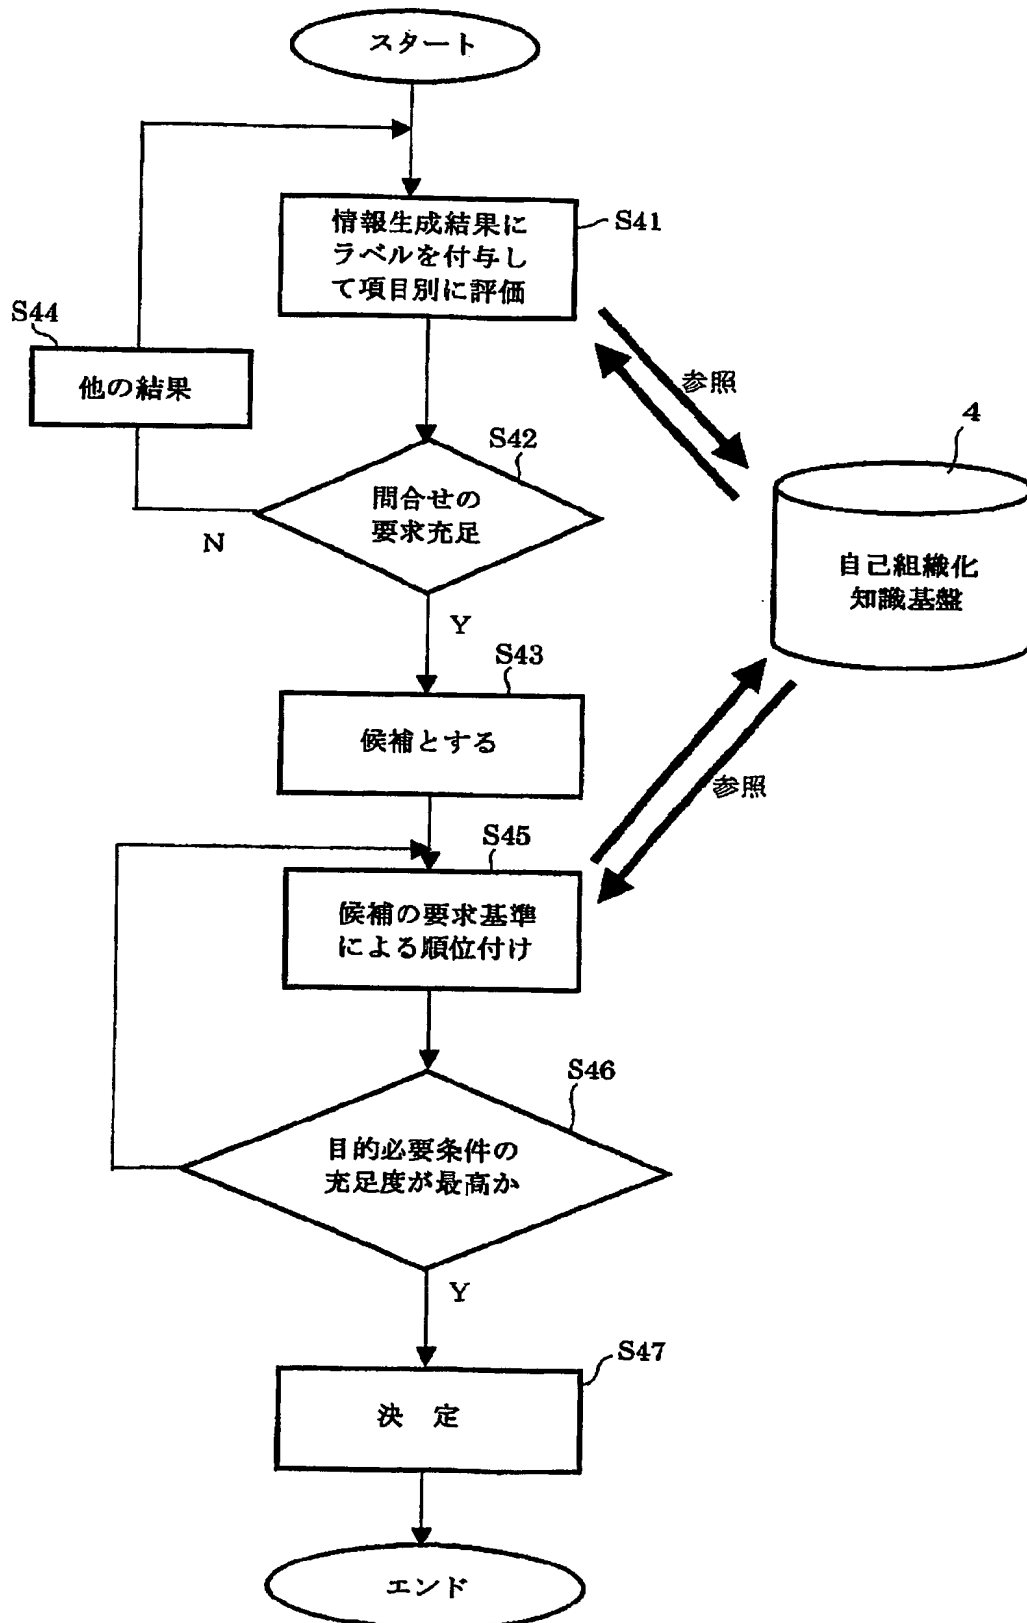 スタート
情報生成結果に
ラベルを付与し
て項目別に評価
S41
S44
他の結果
参照
S42
問合せの
要求充足
N
Y
4
自己組織化
知識基盤
S43
候補とする
参照
S45
候補の要求基準
による順位付け
S46
目的必要条件の
充足度が最高か
Y
S47
決 定
エンド